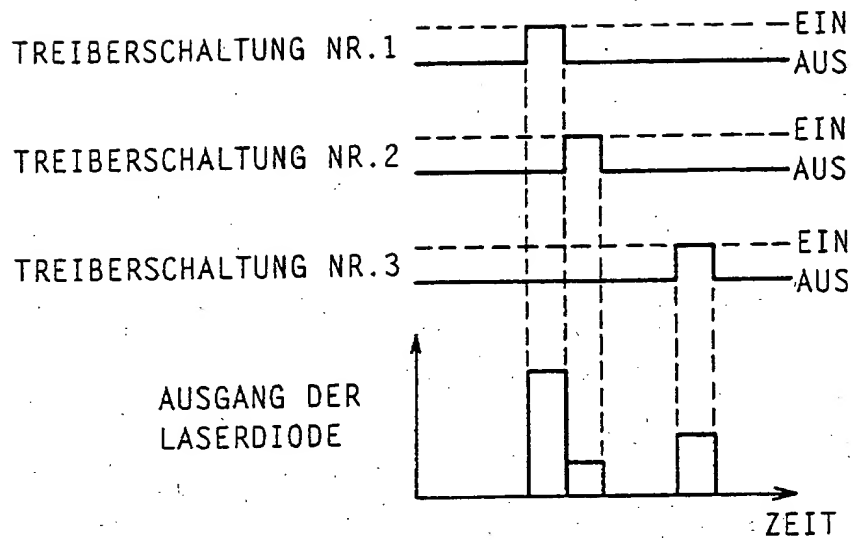 TREIBERSCHALTUNG NR.1
EIN
AUS
TREIBERSCHALTUNG NR.2
EIN
AUS
TREIBERSCHALTUNG NR.3
EIN
AUS
AUSGANG DER
LASERDIODE
ZEIT